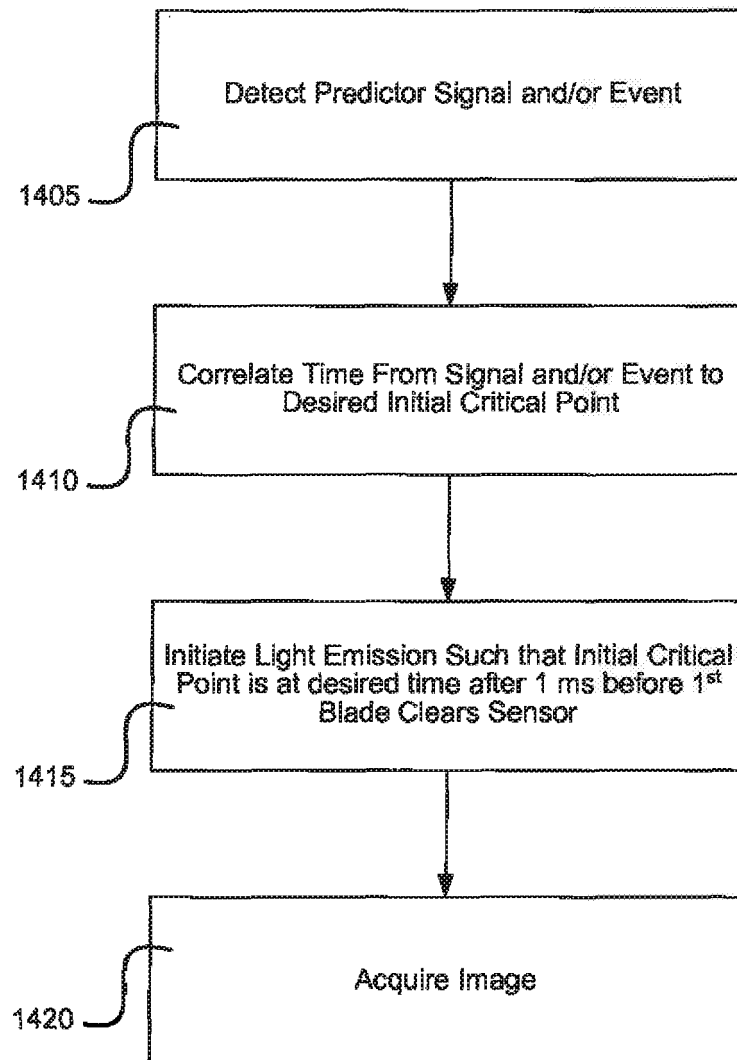 Detect Predictor Signal and/or Event
1405
Correlate Time From Signal and/or Event to
Desired Initial Critical Point
1410
Initiate Light Emission Such that Initial Critical
Point is at desired time after 1 ms before 1st
Blade Clears Sensor
1415
Acquire Image
1420